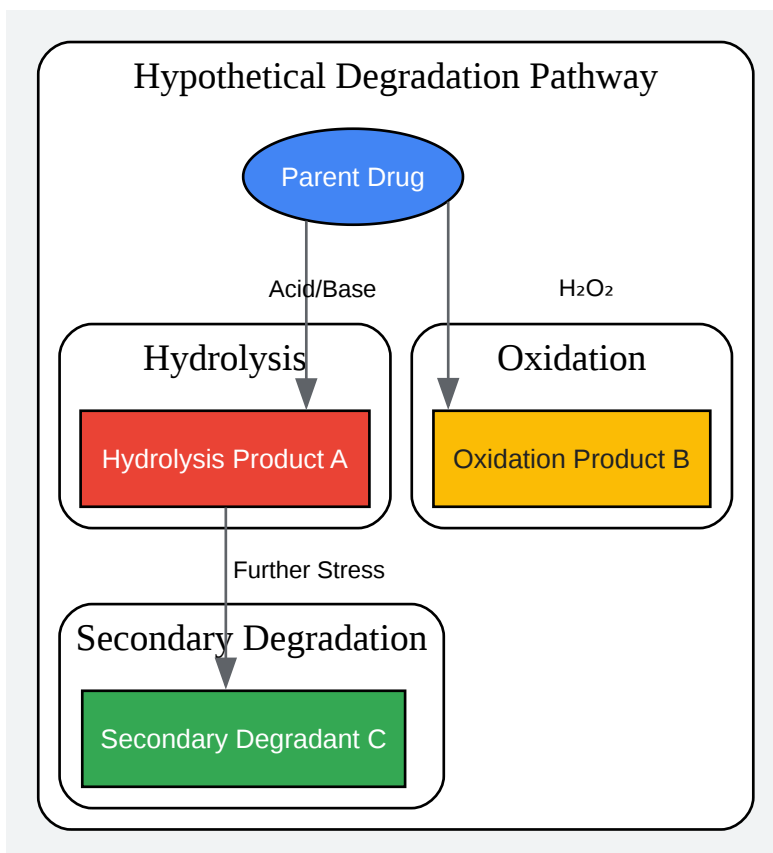 Hypothetical Degradation Pathway
Parent Drug
Acid/Base
H₂O₂
Hydrolysis
Oxidation
Hydrolysis Product A
Oxidation Product B
Further Stress
Secondary Degradation
Secondary Degradant C